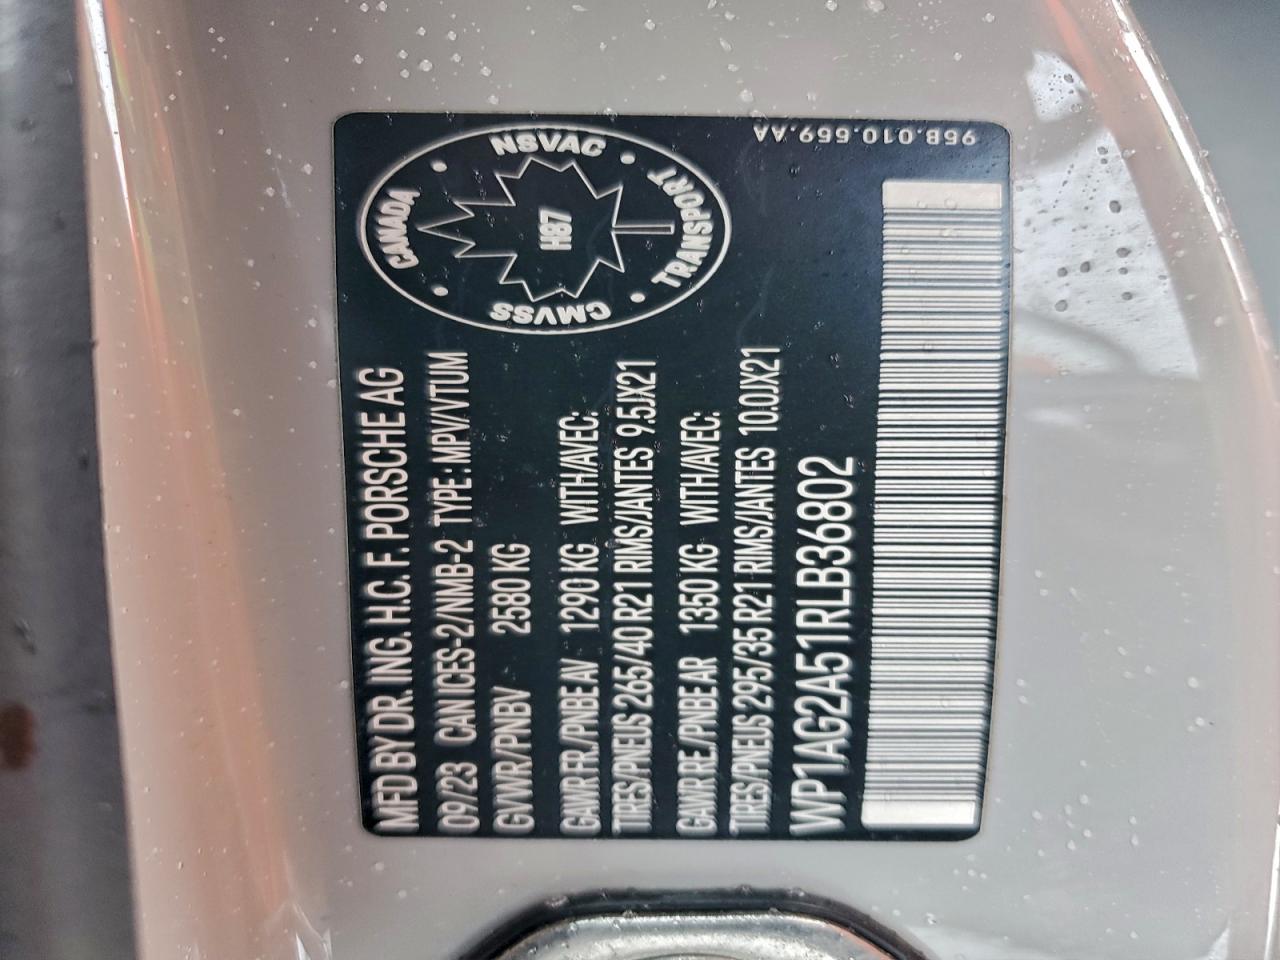 MFD BY DR. ING. H.C. F. PORSCHE AG
09/23 CAN ICES-2/NMB-2 TYPE: MPV/VTUM
GVWR/PNBV 2580 KG
GAWR FR./PNBE AV 1290 KG WITH/AVEC:
TIRES/PNEUS 265/40 R21 RIMS/JANTES 9.5JX21
GAWR RE./PNBE AR 1350 KG WITH/AVEC:
TIRES/PNEUS 295/35 R21 RIMS/JANTES 10.0JX21
WP1AG2A51RLB36802
CANADA
NSVAC
H87
CMVSS
TRANSPORT
95B.010.559.AA